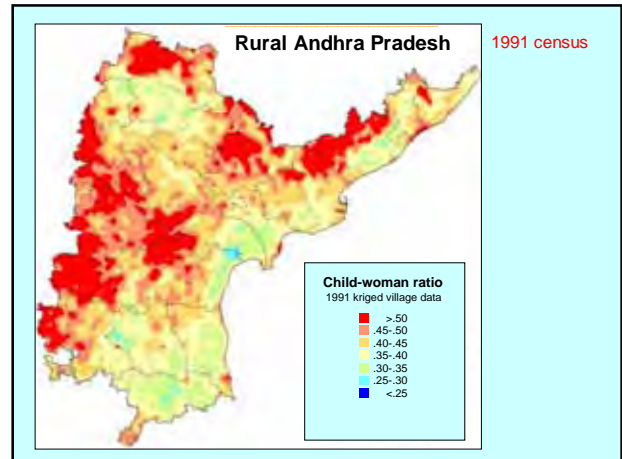 Rural Andhra Pradesh
1991 census
Child-woman ratio
1991 kriged village data
>.50
.45-.50
.40-.45
.35-.40
.30-.35
.25-.30
<.25